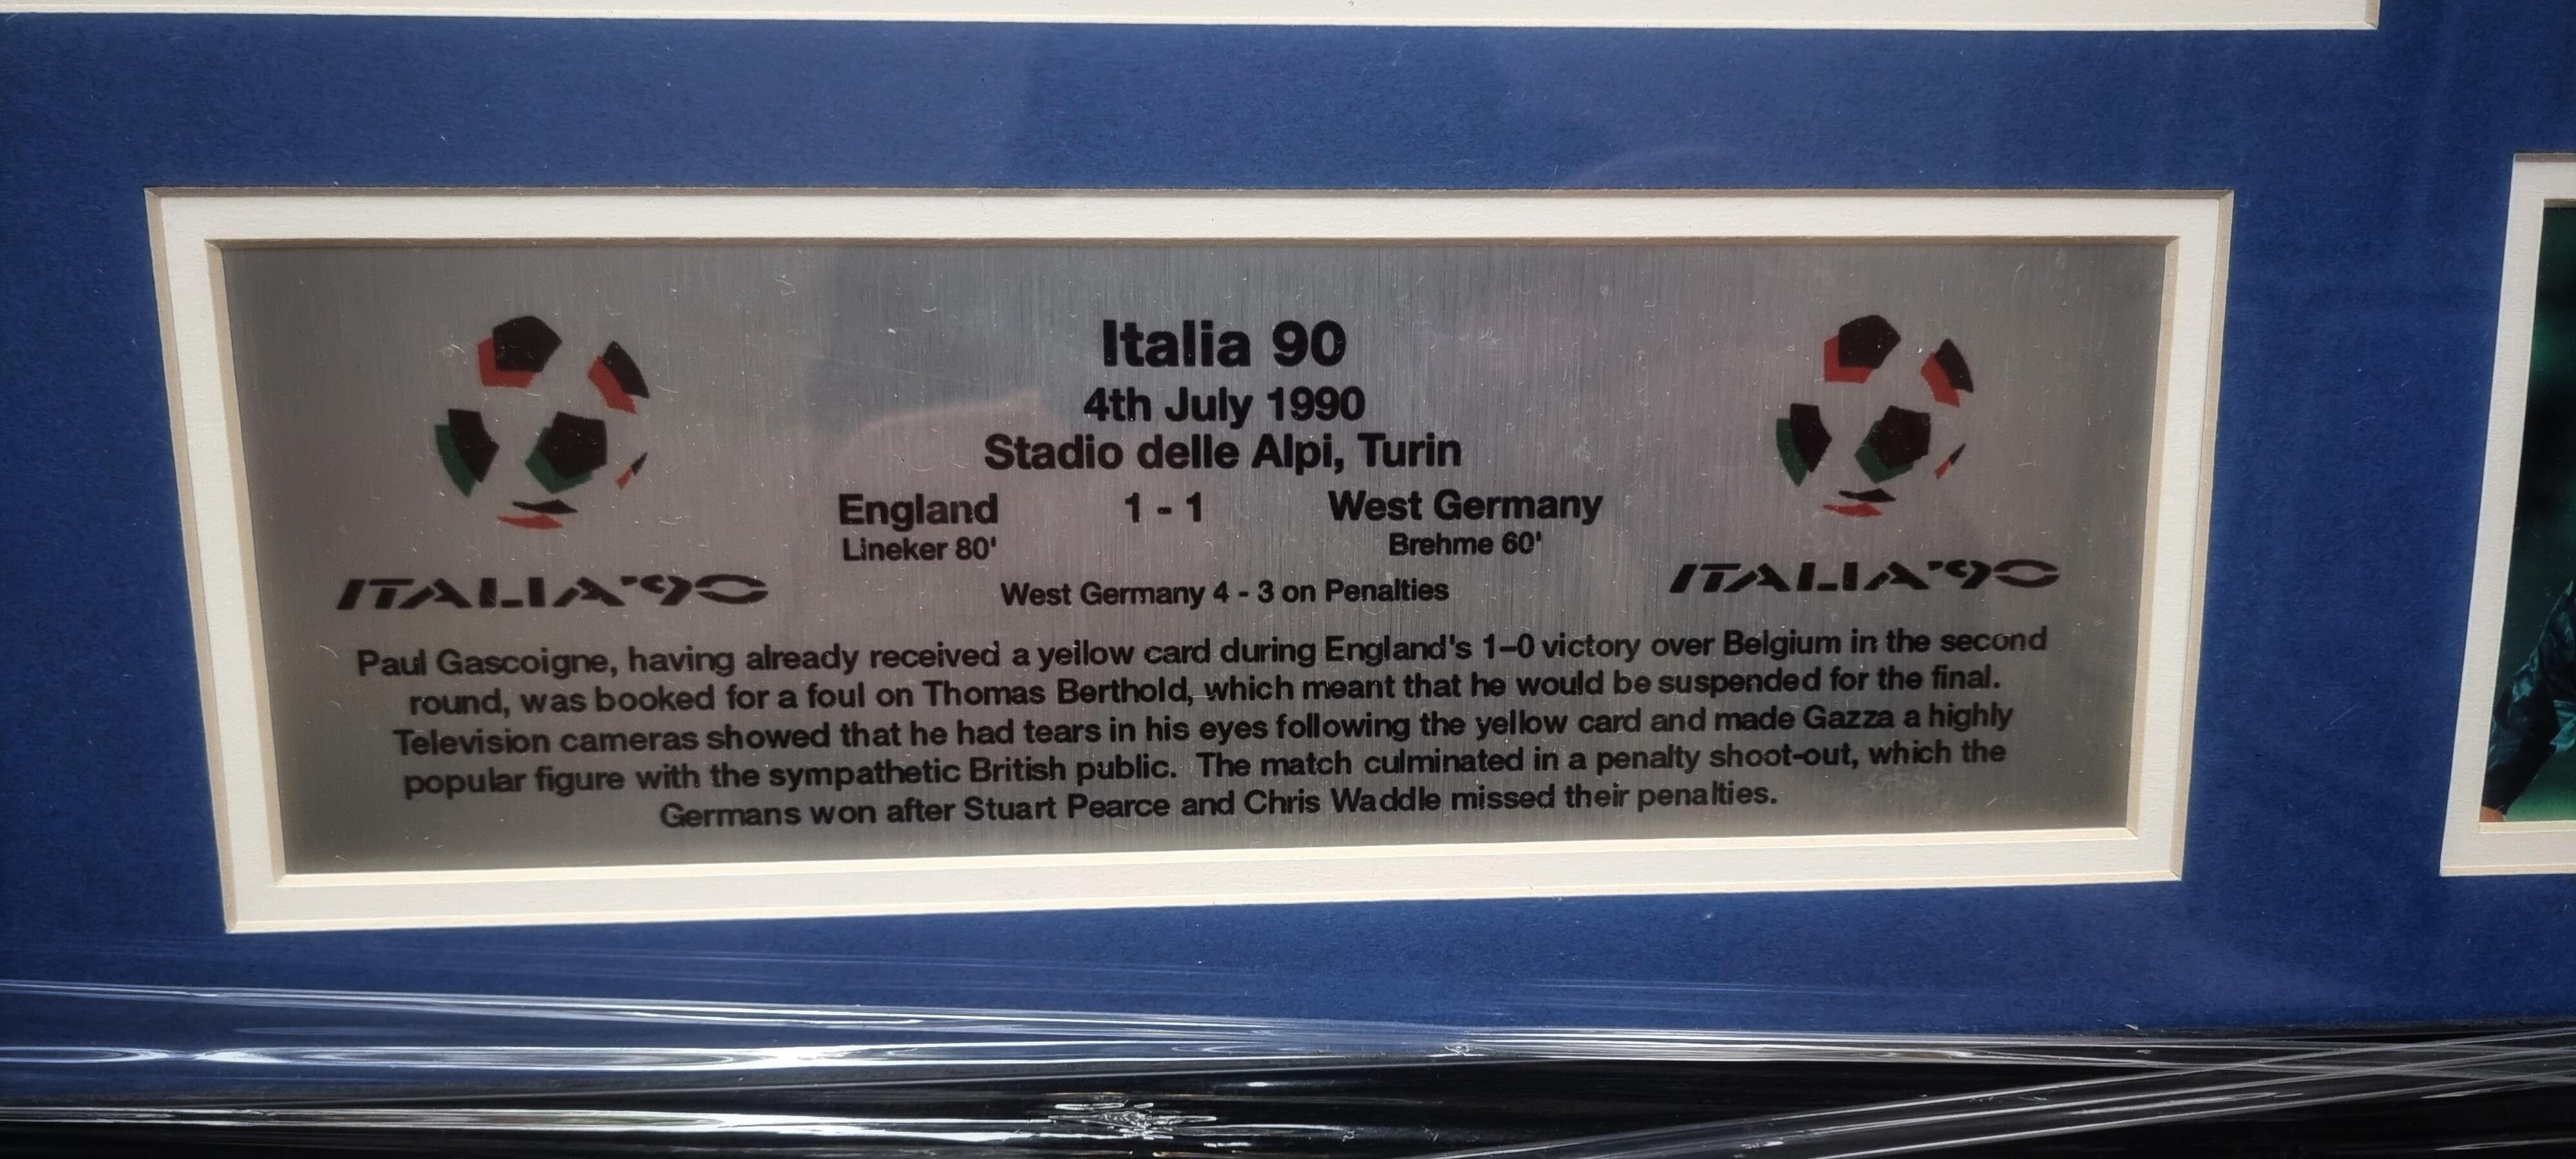 Italia 90
4th July 1990
Stadio delle Alpi, Turin
England 1 - 1 West Germany
Lineker 80' Brehme 60'
West Germany 4 - 3 on Penalties
ITALIA'90 ITALIA'90
Paul Gascoigne, having already received a yellow card during England's 1–0 victory over Belgium in the second
round, was booked for a foul on Thomas Berthold, which meant that he would be suspended for the final.
Television cameras showed that he had tears in his eyes following the yellow card and made Gazza a highly
popular figure with the sympathetic British public. The match culminated in a penalty shoot-out, which the
Germans won after Stuart Pearce and Chris Waddle missed their penalties.